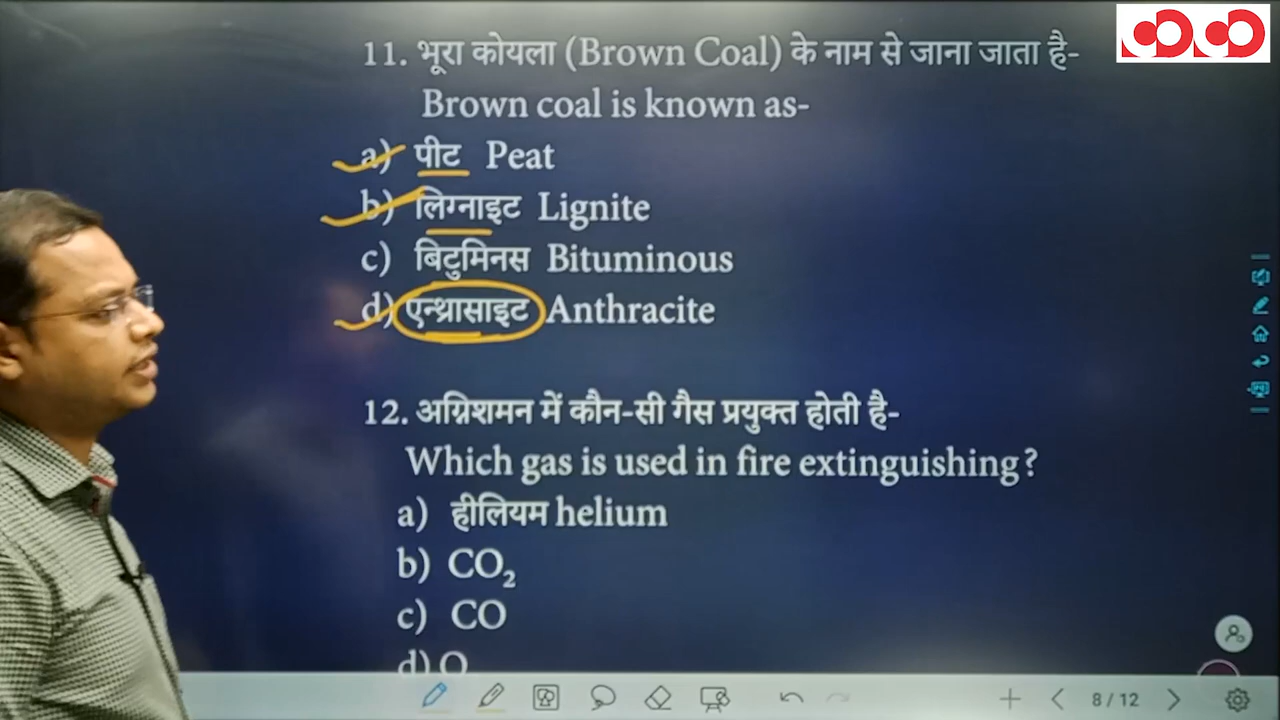 11. भूरा कोयला (Brown Coal) के नाम से जाना जाता है-
Brown coal is known as-
a) पीट Peat
b) लिग्नाइट Lignite
c) बिटुमिनस Bituminous
d) एन्थ्रासाइट Anthracite
12. अग्निशमन में कौन-सी गैस प्रयुक्त होती है-
Which gas is used in fire extinguishing?
a) हीलियम helium
b) CO₂
c) CO
d) O
8/12